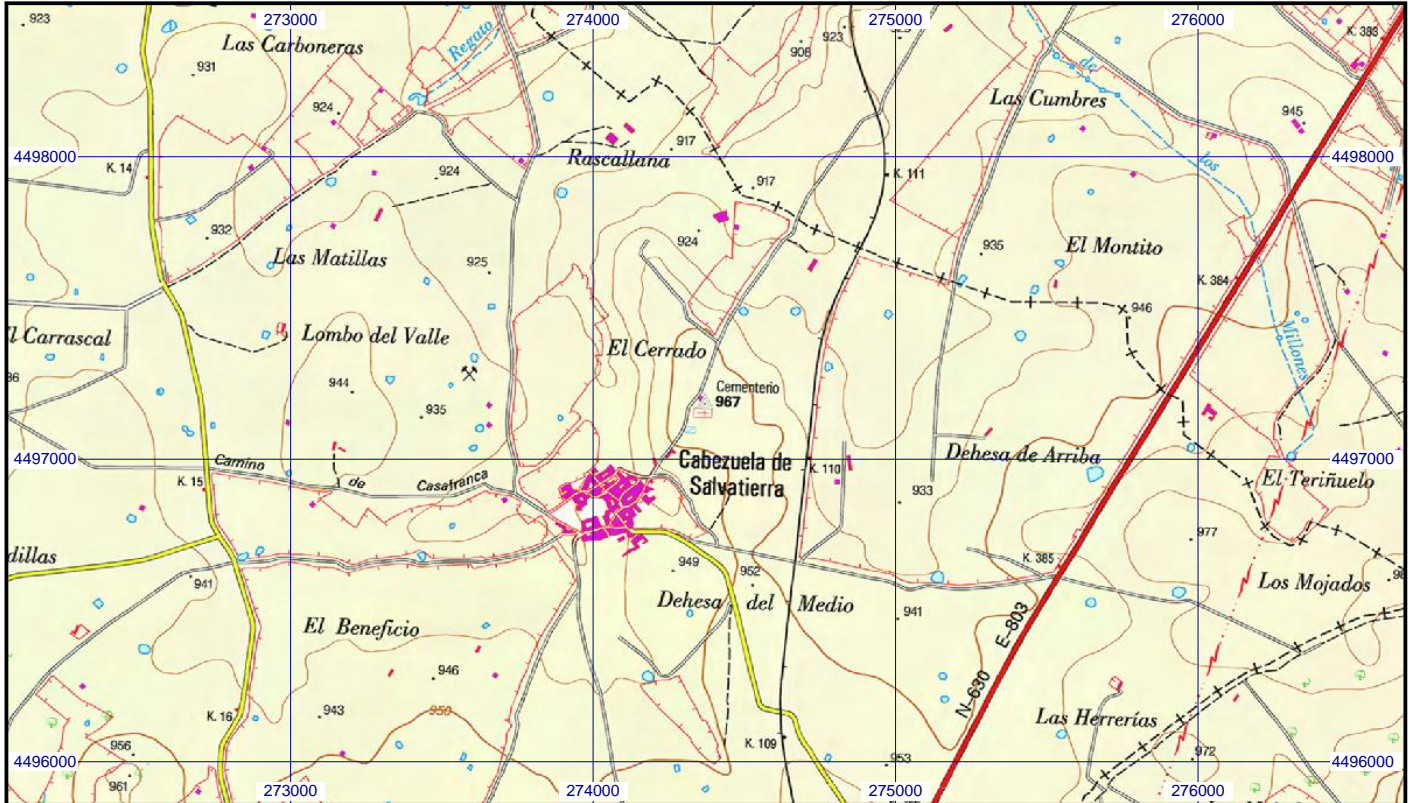 273000
274000
275000
276000
923
Las Carboneras
Regato
908
923
K. 383
931
924
Las Cumbres
de
945
4498000
K. 14
924
917
Rascallana
los
4498000
K. 111
917
932
924
935
El Montito
Las Matillas
925
K. 384
946
Lombo del Valle
El Cerrado
Millones
l Carrascal
36
944
935
Cementerio
967
4497000
Camino
de
Casafranca
K. 15
Cabezuela de
Salvatierra
K. 110
Dehesa de Arriba
4497000
933
El Teriñuelo
977
dillas
941
949
952
K. 385
Los Mojados
98
Dehesa del Medio
941
El Beneficio
E-803
946
N-630
K. 16
943
950
Las Herrerías
956
K. 109
972
4496000
953
4496000
961
273000
274000
275000
276000